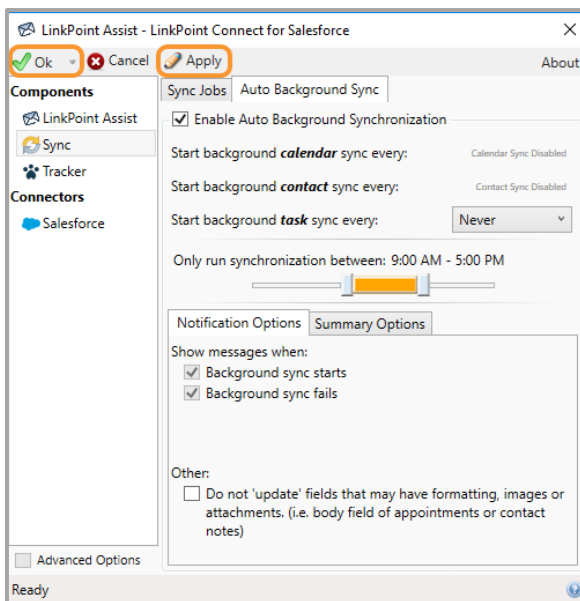 LinkPoint Assist - LinkPoint Connect for Salesforce
Ok Cancel Apply About
Components
LinkPoint Assist
Sync
Tracker
Connectors
Salesforce
Sync Jobs Auto Background Sync
Enable Auto Background Synchronization
Start background calendar sync every: Calendar Sync Disabled
Start background contact sync every: Contact Sync Disabled
Start background task sync every: Never
Only run synchronization between: 9:00 AM - 5:00 PM
Notification Options Summary Options
Show messages when:
Background sync starts
Background sync fails
Other:
Do not 'update' fields that may have formatting, images or
attachments. (i.e. body field of appointments or contact
notes)
Advanced Options
Ready